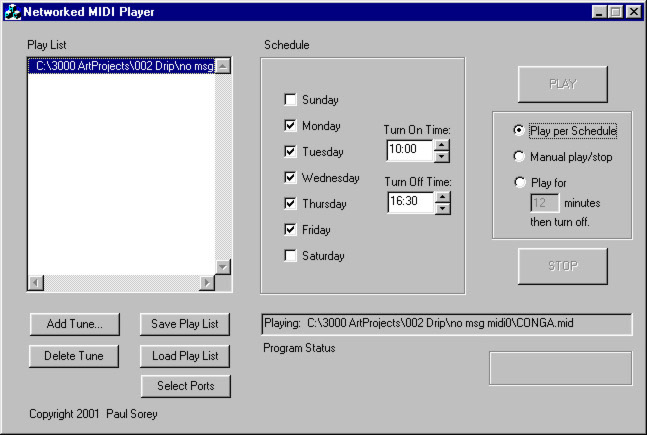 Networked MIDI Player
Play List
C:\3000 ArtProjects\002 Drip\no msg
Add Tune...
Save Play List
Delete Tune
Load Play List
Select Ports
Copyright 2001 Paul Sorey
Schedule
Sunday
Monday
Tuesday
Wednesday
Thursday
Friday
Saturday
Turn On Time:
10:00
Turn Off Time:
16:30
PLAY
Play per Schedule
Manual play/stop
Play for
12 minutes
then turn off.
STOP
Playing: C:\3000 ArtProjects\002 Drip\no msg midi0\CONGA.mid
Program Status